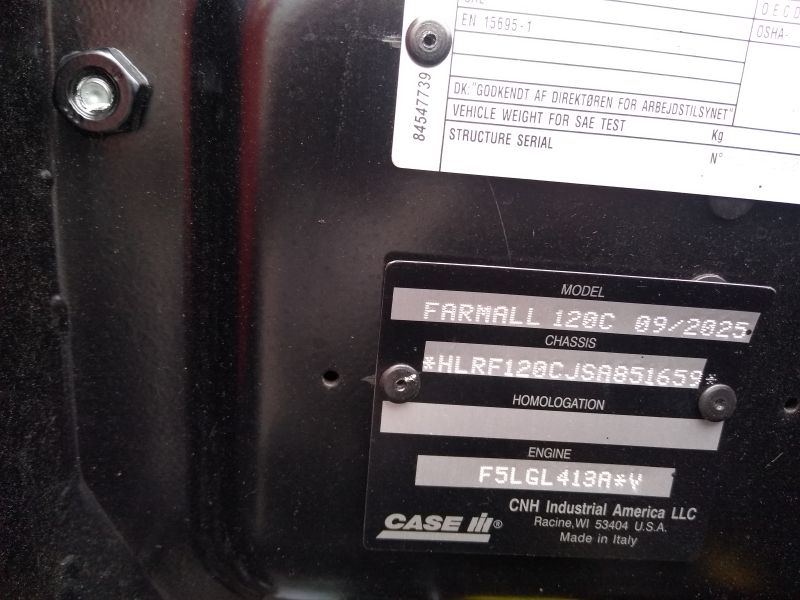 OECD
EN 15695-1
OSHA-
DK:"GODKENDT AF DIREKTØREN FOR ARBEJDSTILSYNET"
VEHICLE WEIGHT FOR SAE TEST Kg
STRUCTURE SERIAL N°
84547739
MODEL
FARMALL 120C 09/2025
CHASSIS
*HLRF120CJSA851659*
HOMOLOGATION
ENGINE
F5LGL413A*V
CASE IH®
CNH Industrial America LLC
Racine,WI 53404 U.S.A.
Made in Italy